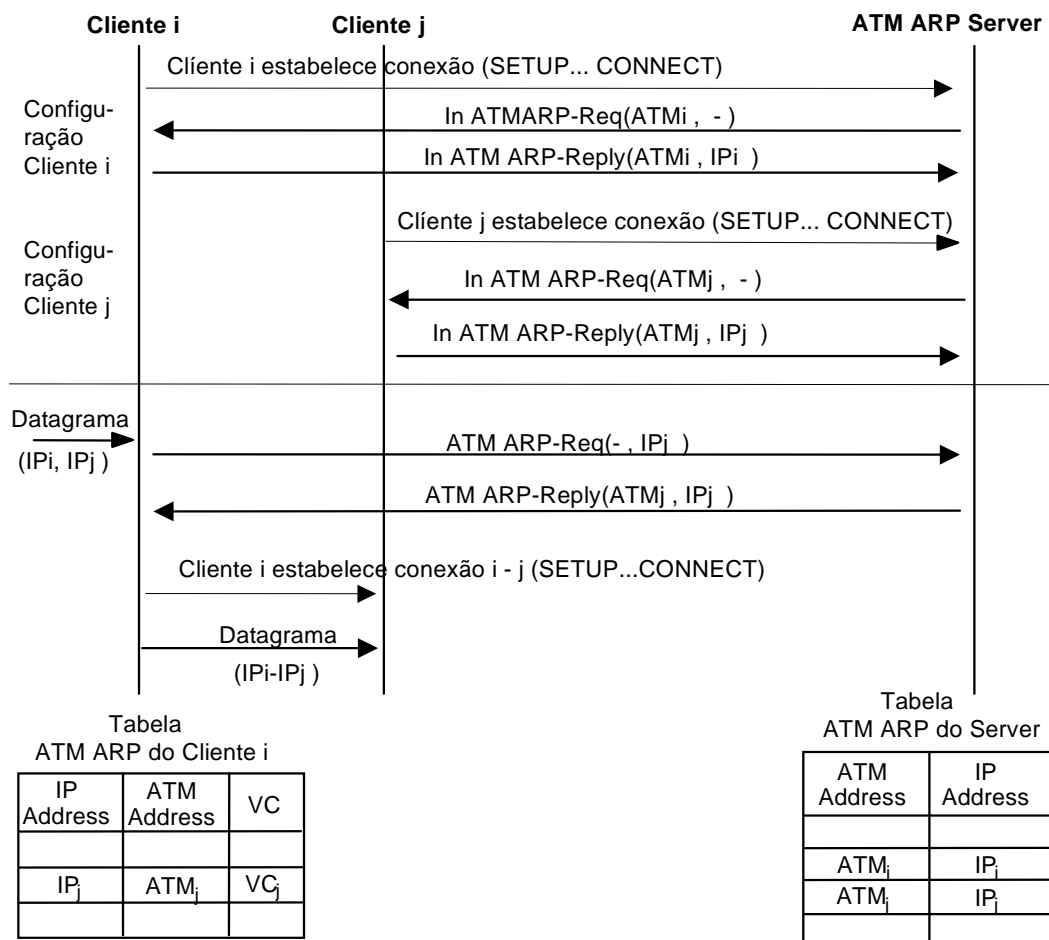 Cliente i
Cliente j
ATM ARP Server
Clíente i estabelece conexão (SETUP... CONNECT)
Configu-
ração
Cliente i
In ATMARP-Req(ATMi , - )
In ATM ARP-Reply(ATMi , IPi )
Clíente j estabelece conexão (SETUP... CONNECT)
Configu-
ração
Cliente j
In ATM ARP-Req(ATMj , - )
In ATM ARP-Reply(ATMj , IPj )
Datagrama
(IPi, IPj )
ATM ARP-Req(- , IPj )
ATM ARP-Reply(ATMj , IPj )
Cliente i estabelece conexão i - j (SETUP...CONNECT)
Datagrama
(IPi-IPj )
Tabela
ATM ARP do Cliente i
IP Address ATM Address VC
IPj ATMj VCj
Tabela
ATM ARP do Server
ATM Address IP Address
ATMi IPi
ATMj IPj